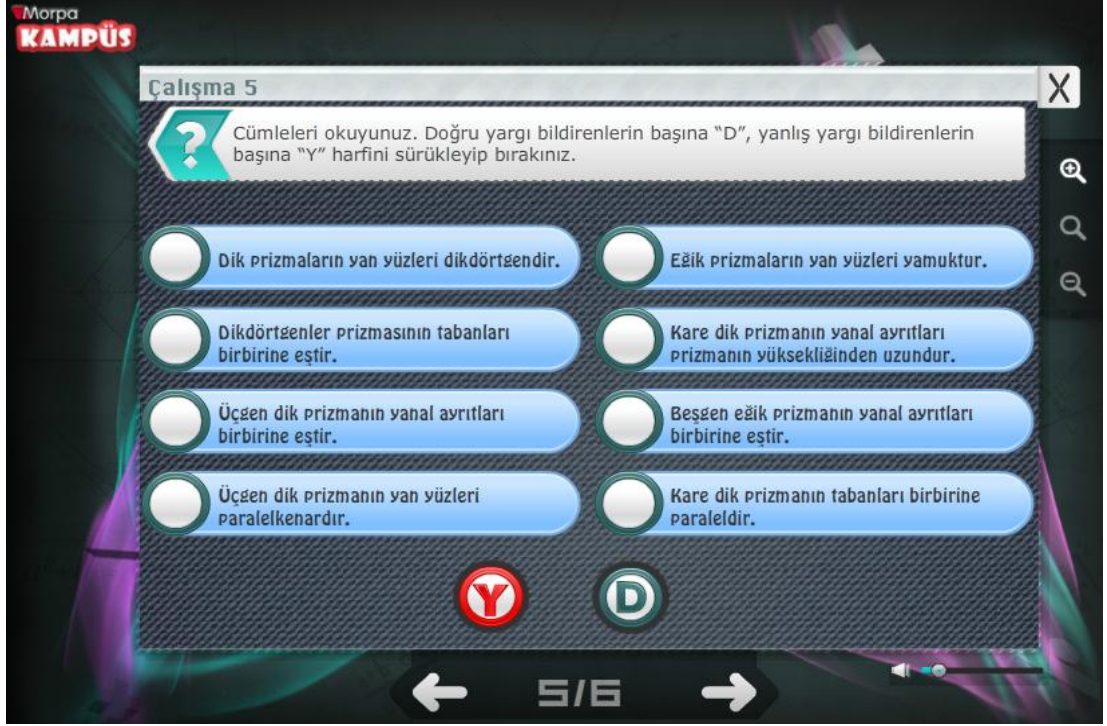 Morpa
KAMPÜS
Çalışma 5
X
?
Cümleleri okuyunuz. Doğru yargı bildirenlerin başına “D”, yanlış yargı bildirenlerin
başına “Y” harfini sürükleyip bırakınız.
Dik prizmaların yan yüzleri dikdörtgendir.
Eğik prizmaların yan yüzleri yamuktur.
Dikdörtgenler prizmasının tabanları
birbirine eştir.
Kare dik prizmanın yanal ayrıtları
prizmanın yüksekliğinden uzundur.
Üçgen dik prizmanın yanal ayrıtları
birbirine eştir.
Beşgen eğik prizmanın yanal ayrıtları
birbirine eştir.
Üçgen dik prizmanın yan yüzleri
paralelkenardır.
Kare dik prizmanın tabanları birbirine
paraleldir.
Y
D
5/6